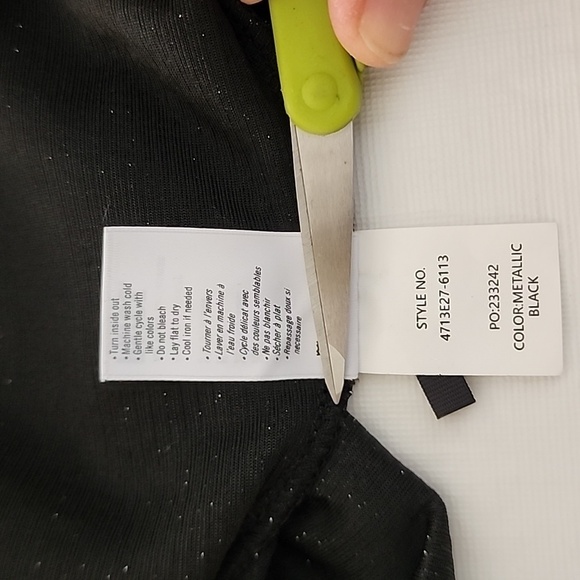 • Turn inside out
• Machine wash cold
• Gentle cycle with
like colors
• Do not bleach
• Lay flat to dry
• Cool iron if needed
• Tourner à l'envers
• Laver en machine à
l'eau froide
• Cycle délicat avec
des couleurs semblables
• Ne pas blanchir
• Sécher à plat
• Repassage doux si
nécessaire
STYLE NO.
4713E27-6113
PO:233242
COLOR:METALLIC
BLACK